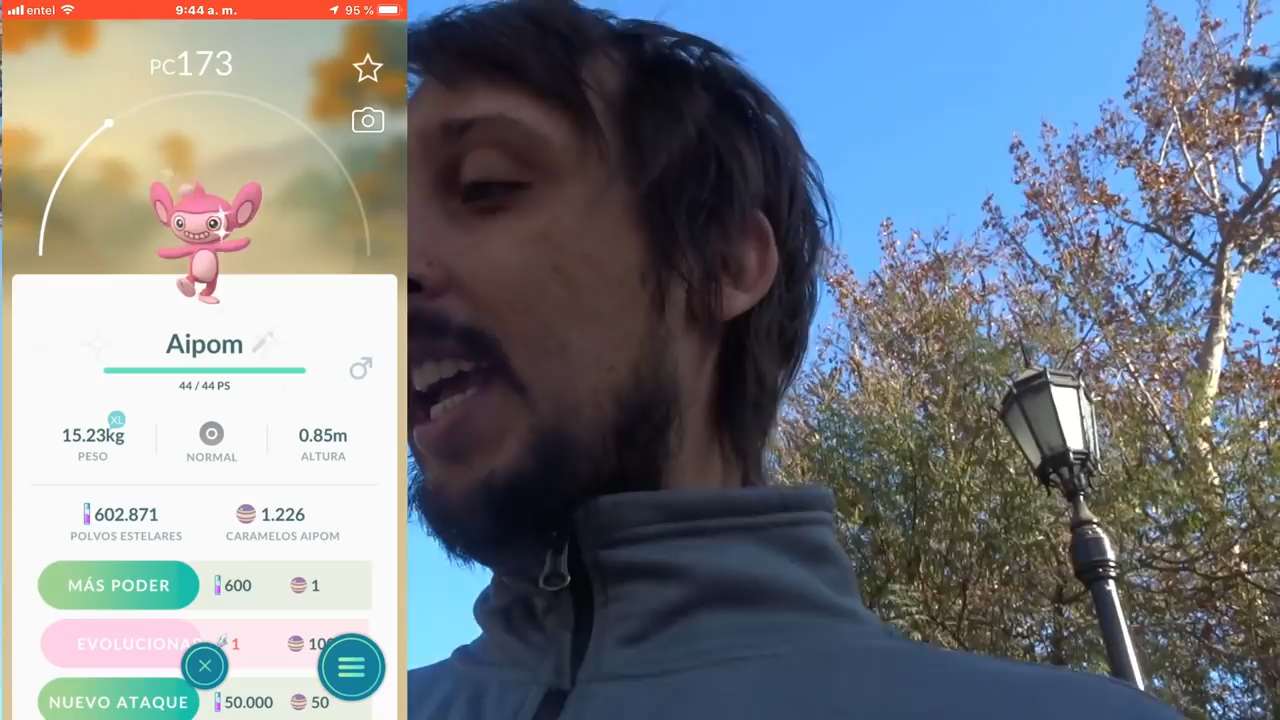 entel 9:44 a. m. 95 %
PC173
Aipom
44 / 44 PS
XL
15.23kg NORMAL 0.85m
PESO ALTURA
602.871 1.226
POLVOS ESTELARES CARAMELOS AIPOM
MÁS PODER 600 1
EVOLUCIONAR 1
NUEVO ATAQUE 50.000 50